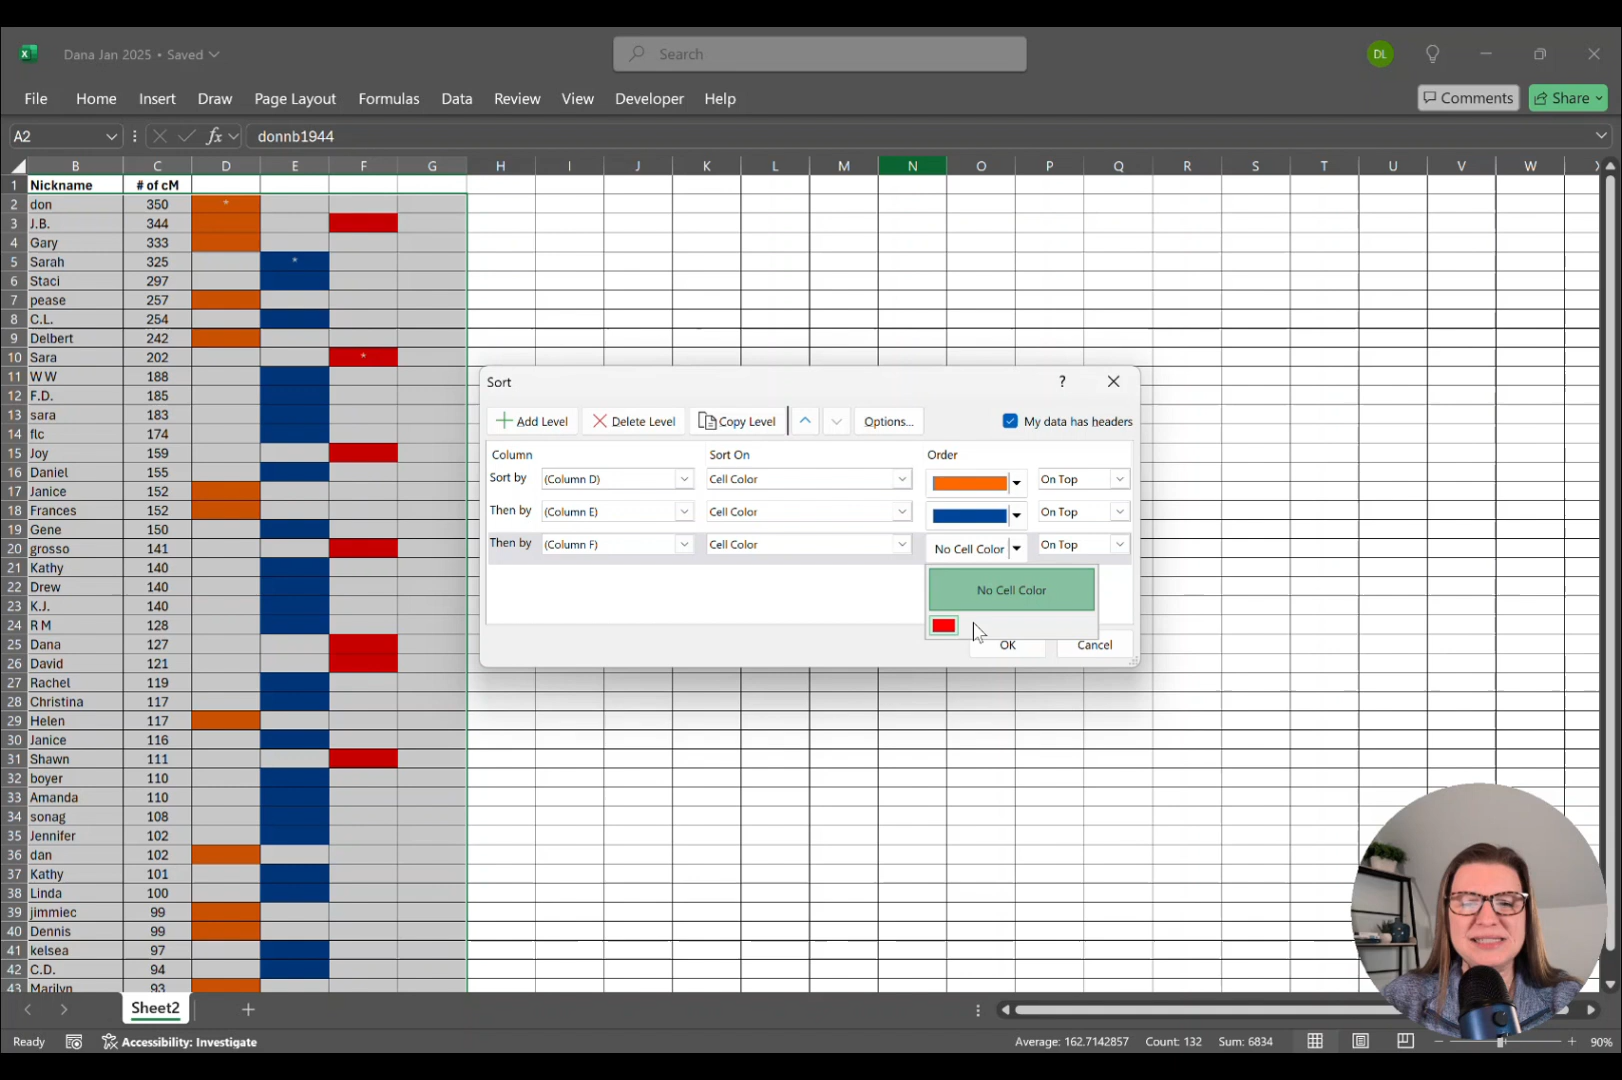 Dana Jan 2025 • Saved
Search
DL
File Home Insert Draw Page Layout Formulas Data Review View Developer Help
Comments Share
A2 fx donnb1944
B C D E F G H I J K L M N O P Q R S T U V W
1 Nickname # of cM
2 don 350 *
3 J.B. 344
4 Gary 333
5 Sarah 325 *
6 Staci 297
7 pease 257
8 C.L. 254
9 Delbert 242
10 Sara 202 *
11 W W 188
12 F.D. 185
13 sara 183
14 flc 174
15 Joy 159
16 Daniel 155
17 Janice 152
18 Frances 152
19 Gene 150
20 grosso 141
21 Kathy 140
22 Drew 140
23 K.J. 140
24 R M 128
25 Dana 127
26 David 121
27 Rachel 119
28 Christina 117
29 Helen 117
30 Janice 116
31 Shawn 111
32 boyer 110
33 Amanda 110
34 sonag 108
35 Jennifer 102
36 dan 102
37 Kathy 101
38 Linda 100
39 jimmiec 99
40 Dennis 99
41 kelsea 97
42 C.D. 94
43 Marilyn 93
Sort ?
Add Level Delete Level Copy Level Options... My data has headers
Column Sort On Order
Sort by (Column D) Cell Color On Top
Then by (Column E) Cell Color On Top
Then by (Column F) Cell Color No Cell Color On Top
No Cell Color
OK Cancel
Sheet2
Ready Accessibility: Investigate Average: 162.7142857 Count: 132 Sum: 6834 90%